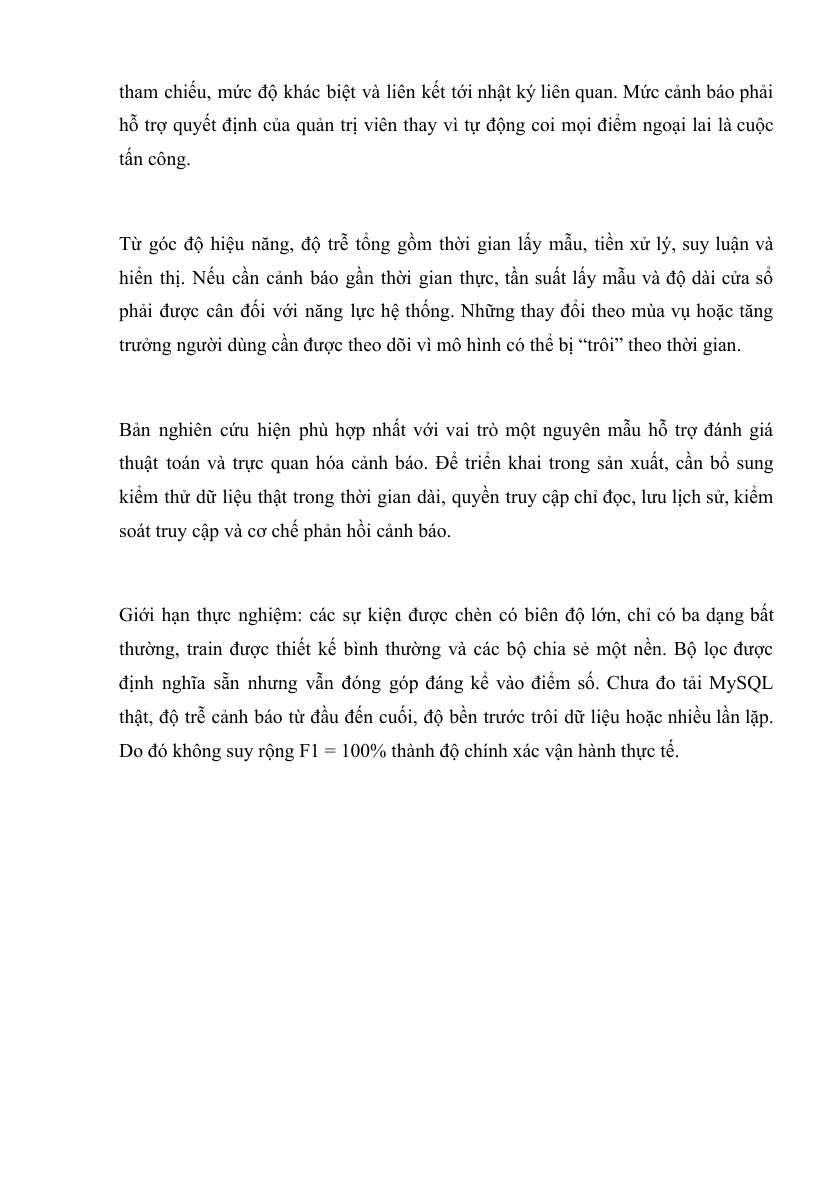 tham chiếu, mức độ khác biệt và liên kết tới nhật ký liên quan. Mức cảnh báo phải
hỗ trợ quyết định của quản trị viên thay vì tự động coi mọi điểm ngoại lai là cuộc
tấn công.
Từ góc độ hiệu năng, độ trễ tổng gồm thời gian lấy mẫu, tiền xử lý, suy luận và
hiển thị. Nếu cần cảnh báo gần thời gian thực, tần suất lấy mẫu và độ dài cửa sổ
phải được cân đối với năng lực hệ thống. Những thay đổi theo mùa vụ hoặc tăng
trưởng người dùng cần được theo dõi vì mô hình có thể bị “trôi” theo thời gian.
Bản nghiên cứu hiện phù hợp nhất với vai trò một nguyên mẫu hỗ trợ đánh giá
thuật toán và trực quan hóa cảnh báo. Để triển khai trong sản xuất, cần bổ sung
kiểm thử dữ liệu thật trong thời gian dài, quyền truy cập chỉ đọc, lưu lịch sử, kiểm
soát truy cập và cơ chế phản hồi cảnh báo.
Giới hạn thực nghiệm: các sự kiện được chèn có biên độ lớn, chỉ có ba dạng bất
thường, train được thiết kế bình thường và các bộ chia sẻ một nền. Bộ lọc được
định nghĩa sẵn nhưng vẫn đóng góp đáng kể vào điểm số. Chưa đo tải MySQL
thật, độ trễ cảnh báo từ đầu đến cuối, độ bền trước trôi dữ liệu hoặc nhiều lần lặp.
Do đó không suy rộng F1 = 100% thành độ chính xác vận hành thực tế.